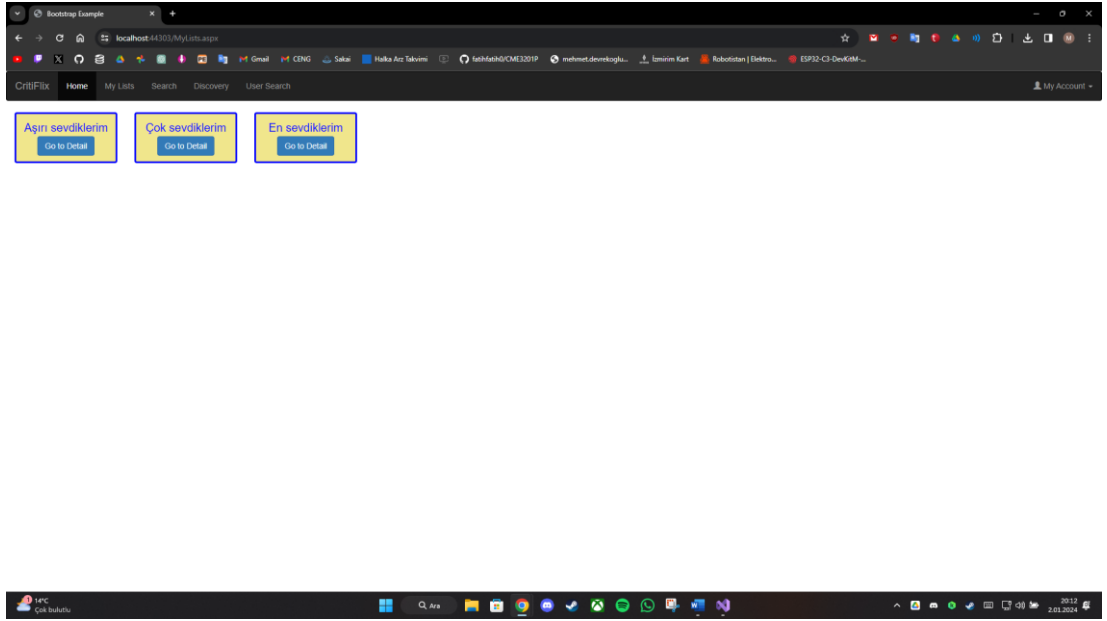 Bootstrap Example
localhost:44303/MyLists.aspx
Gmail CENG Sakai Halka Arz Takvimi fatihfatih0/CME3201P mehmet.devrekoglu... İzmirim Kart Robotistan | Elektro... ESP32-C3-DevKitM-...
CritiFlix Home My Lists Search Discovery User Search My Account
Aşırı sevdiklerim Çok sevdiklerim En sevdiklerim
Go to Detail Go to Detail Go to Detail
14°C
Çok bulutlu
Ara
20:12
2.01.2024